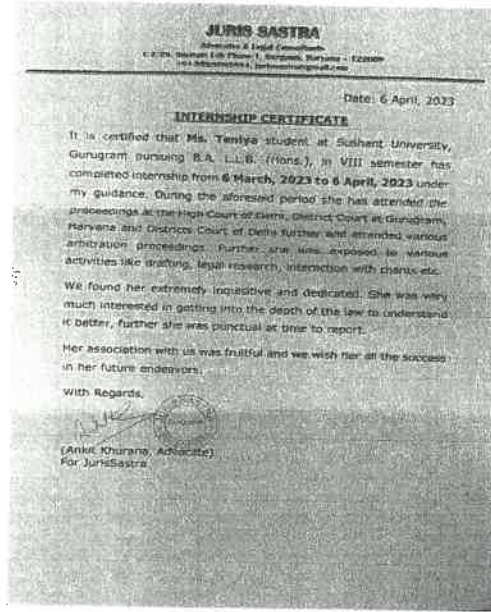 JURIS SASTRA
Advocates & Legal Consultants
Date: 6 April, 2023
INTERNSHIP CERTIFICATE
It is certified that Ms. Taniya student at Sushant University,
Gurugram pursuing B.A. L.L.B. (Hons.), in VIII semester has
completed internship from 6 March, 2023 to 6 April, 2023 under
my guidance. During the aforesaid period she has attended the
proceedings at the High Court of Delhi, District Court at Gurugram,
Haryana and Districts Court of Delhi further and attended various
arbitration proceedings. Further she was exposed to various
activities like drafting, legal research, interaction with clients etc.
We found her extremely inquisitive and dedicated. She was very
much interested in getting into the depth of the law to understand
it better, further she was punctual at time to report.
Her association with us was fruitful and we wish her all the success
in her future endeavors.
With Regards,
(Ankit Khurana, Advocate)
For JurisSastra